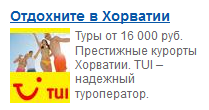 Отдохните в Хорватии
Туры от 16 000 руб.
Престижные курорты
Хорватии. TUI –
надежный
туроператор.
TUI